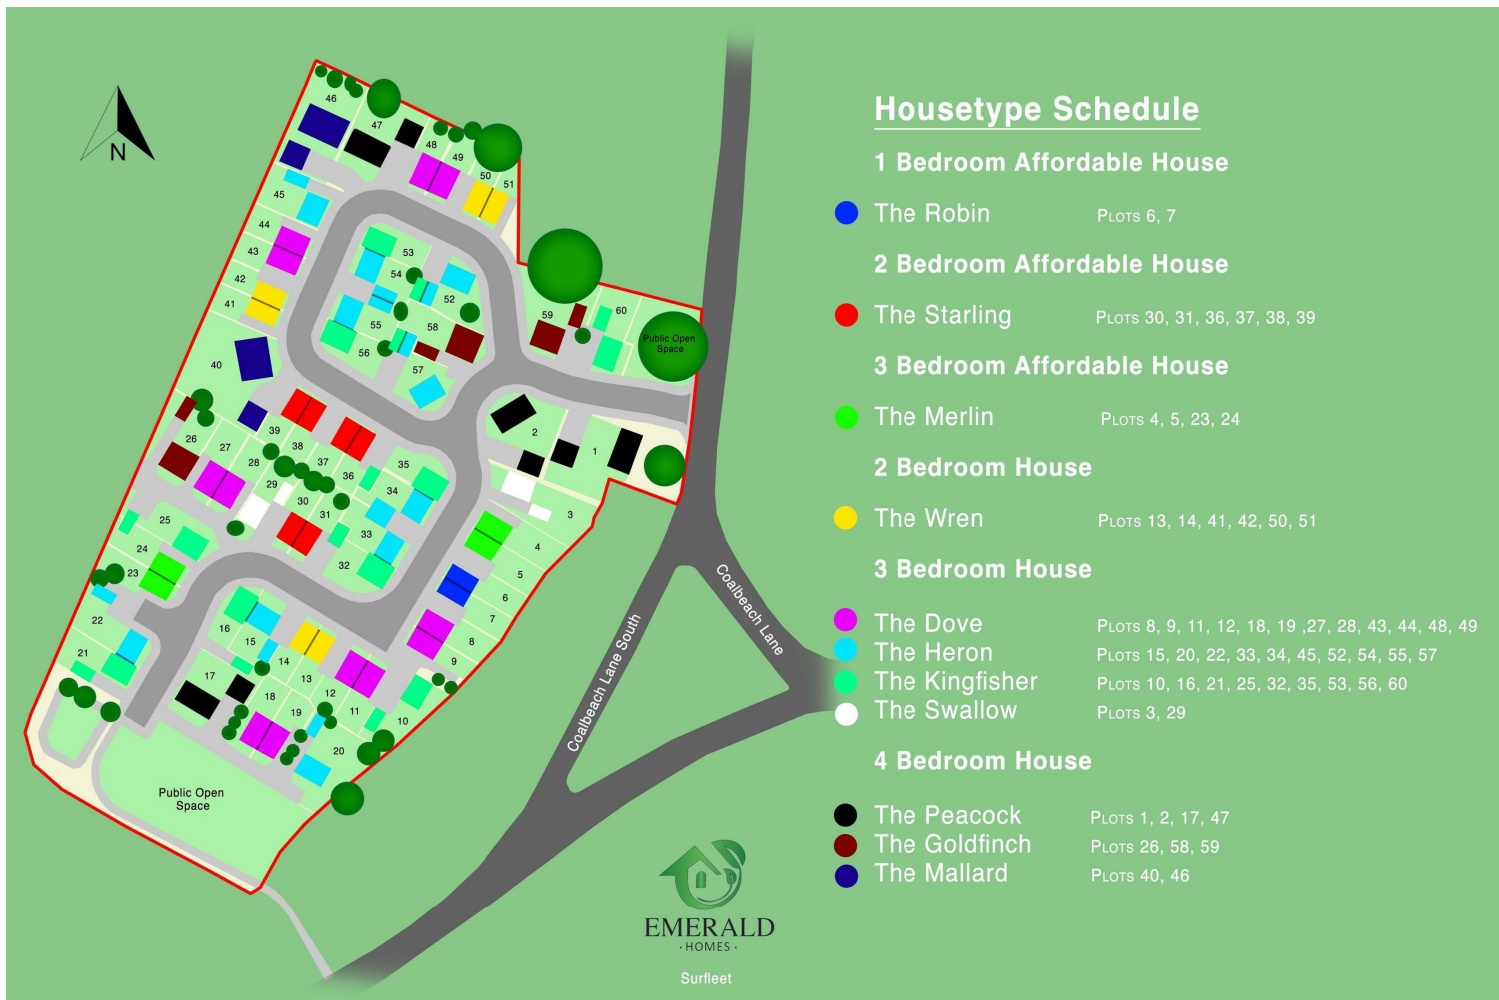 Housetype Schedule
1 Bedroom Affordable House
The Robin Plots 6, 7
2 Bedroom Affordable House
The Starling Plots 30, 31, 36, 37, 38, 39
3 Bedroom Affordable House
The Merlin Plots 4, 5, 23, 24
2 Bedroom House
The Wren Plots 13, 14, 41, 42, 50, 51
3 Bedroom House
The Dove Plots 8, 9, 11, 12, 18, 19 ,27, 28, 43, 44, 48, 49
The Heron Plots 15, 20, 22, 33, 34, 45, 52, 54, 55, 57
The Kingfisher Plots 10, 16, 21, 25, 32, 35, 53, 56, 60
The Swallow Plots 3, 29
4 Bedroom House
The Peacock Plots 1, 2, 17, 47
The Goldfinch Plots 26, 58, 59
The Mallard Plots 40, 46
N
46
47
48
49
50
51
45
44
43
42
41
40
53
54
52
55
58
56
57
59
60
Public Open
Space
39
38
37
36
35
34
33
32
31
30
29
28
27
26
25
24
23
22
21
2
1
3
4
5
6
7
8
9
10
11
12
13
14
15
16
17
18
19
20
Public Open
Space
Coalbeach Lane South
Coalbeach Lane
EMERALD
· HOMES ·
Surfleet